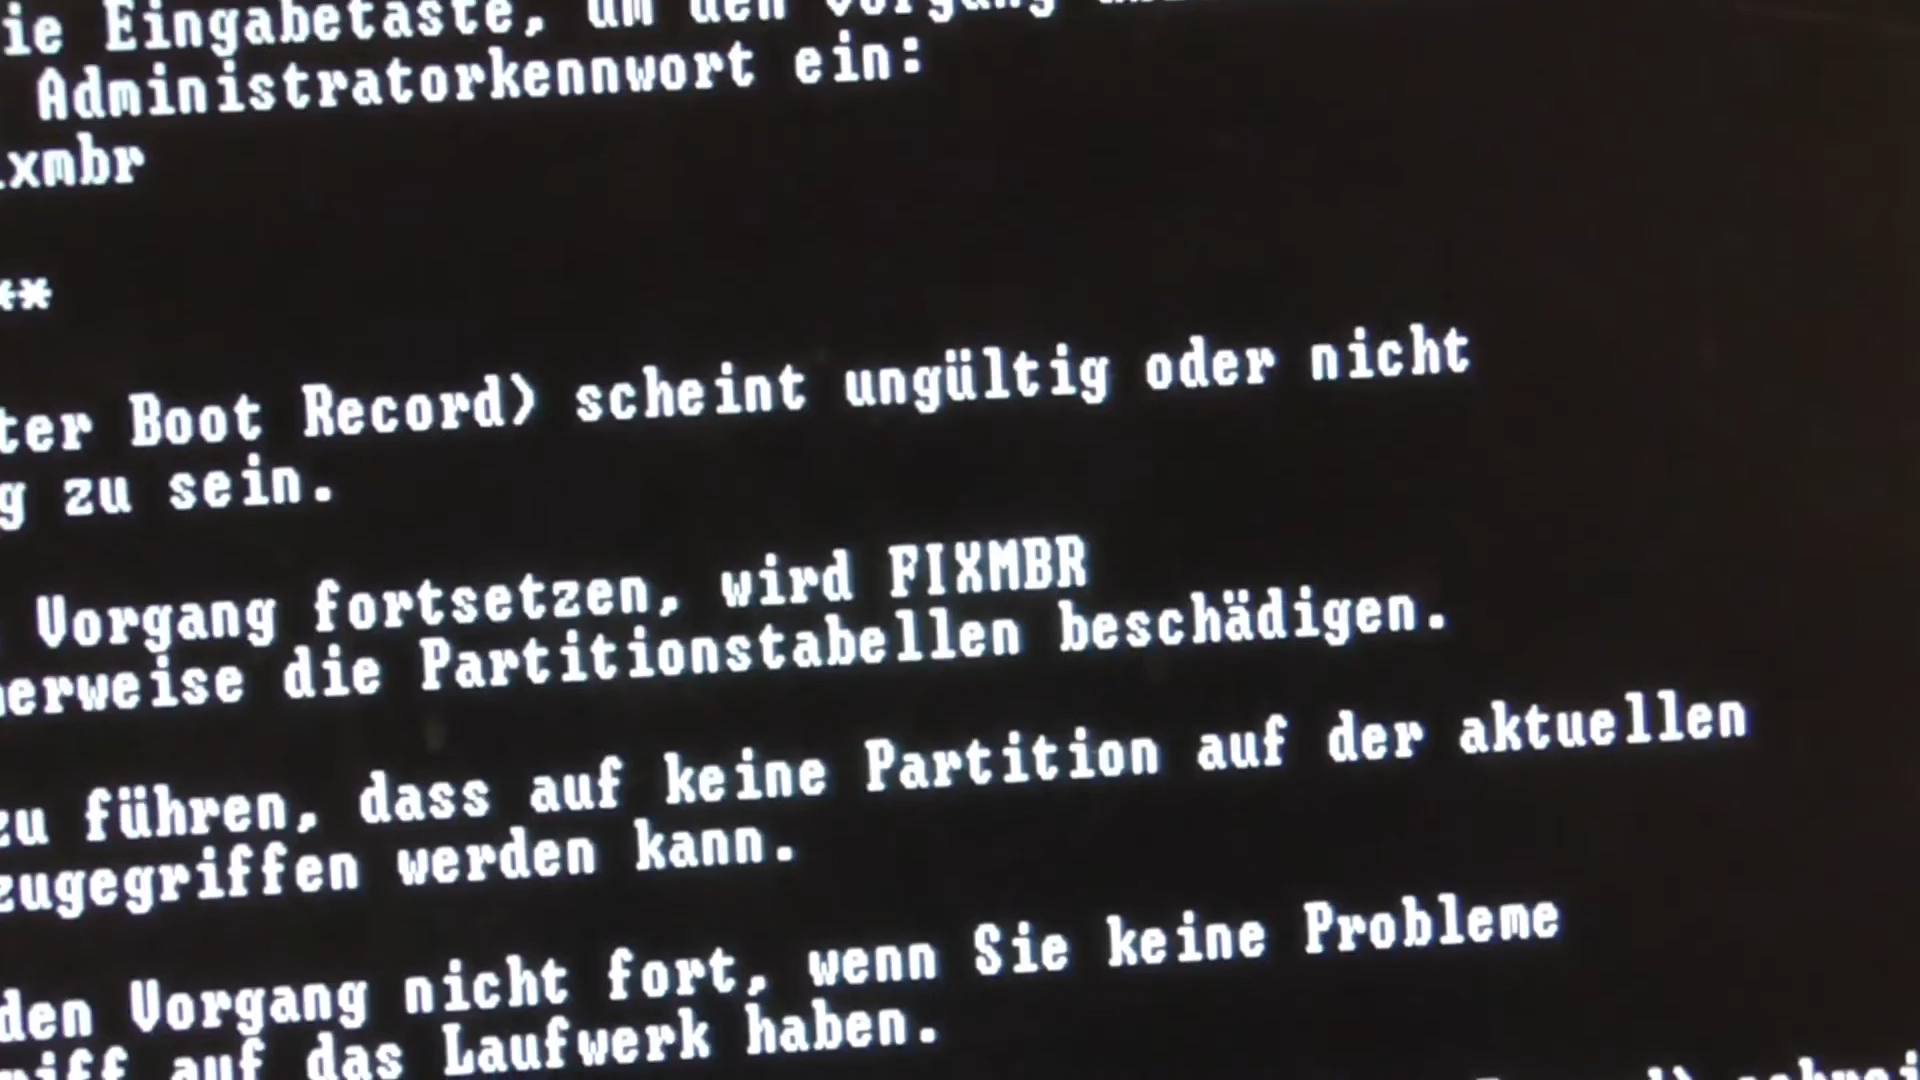 Eingabetaste, um den Vorgang
Administratorkennwort ein:
xmbr
**
ter Boot Record) scheint ungültig oder nicht
g zu sein.
Vorgang fortsetzen, wird FIXMBR
erweise die Partitionstabellen beschädigen.
zu führen, dass auf keine Partition auf der aktuellen
zugegriffen werden kann.
den Vorgang nicht fort, wenn Sie keine Probleme
auf das Laufwerk haben.